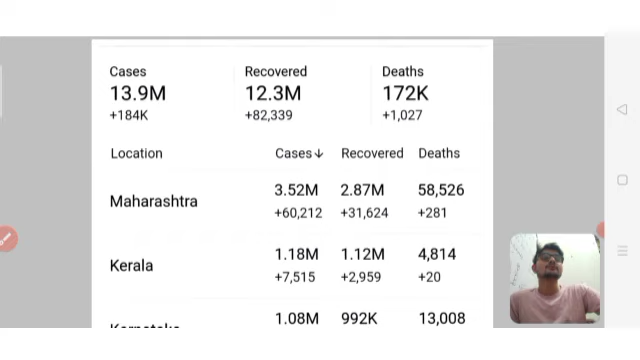 Cases Recovered Deaths
13.9M 12.3M 172K
+184K +82,339 +1,027
Location Cases↓ Recovered Deaths
Maharashtra 3.52M 2.87M 58,526
+60,212 +31,624 +281
Kerala 1.18M 1.12M 4,814
+7,515 +2,959 +20
1.08M 992K 13,008